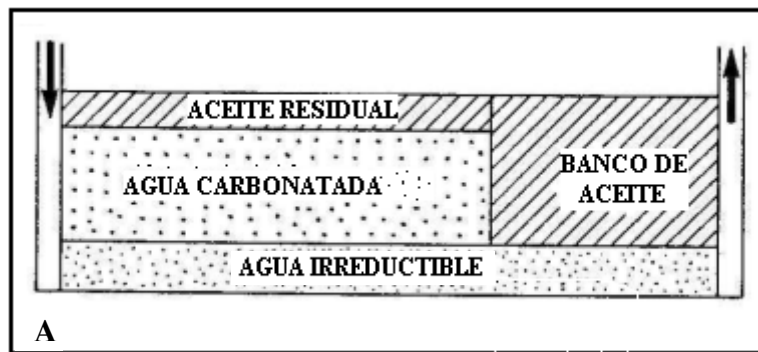 ACEITE RESIDUAL
AGUA CARBONATADA
BANCO DE
ACEITE
AGUA IRREDUCTIBLE
A